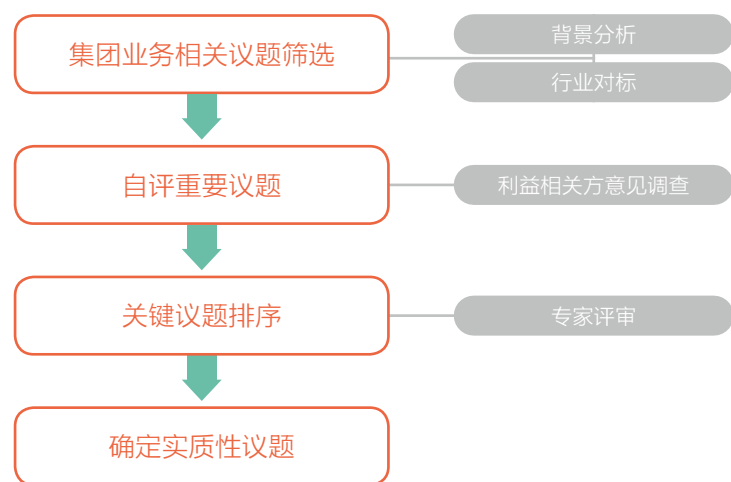 集团业务相关议题筛选
背景分析
行业对标
自评重要议题
利益相关方意见调查
关键议题排序
专家评审
确定实质性议题